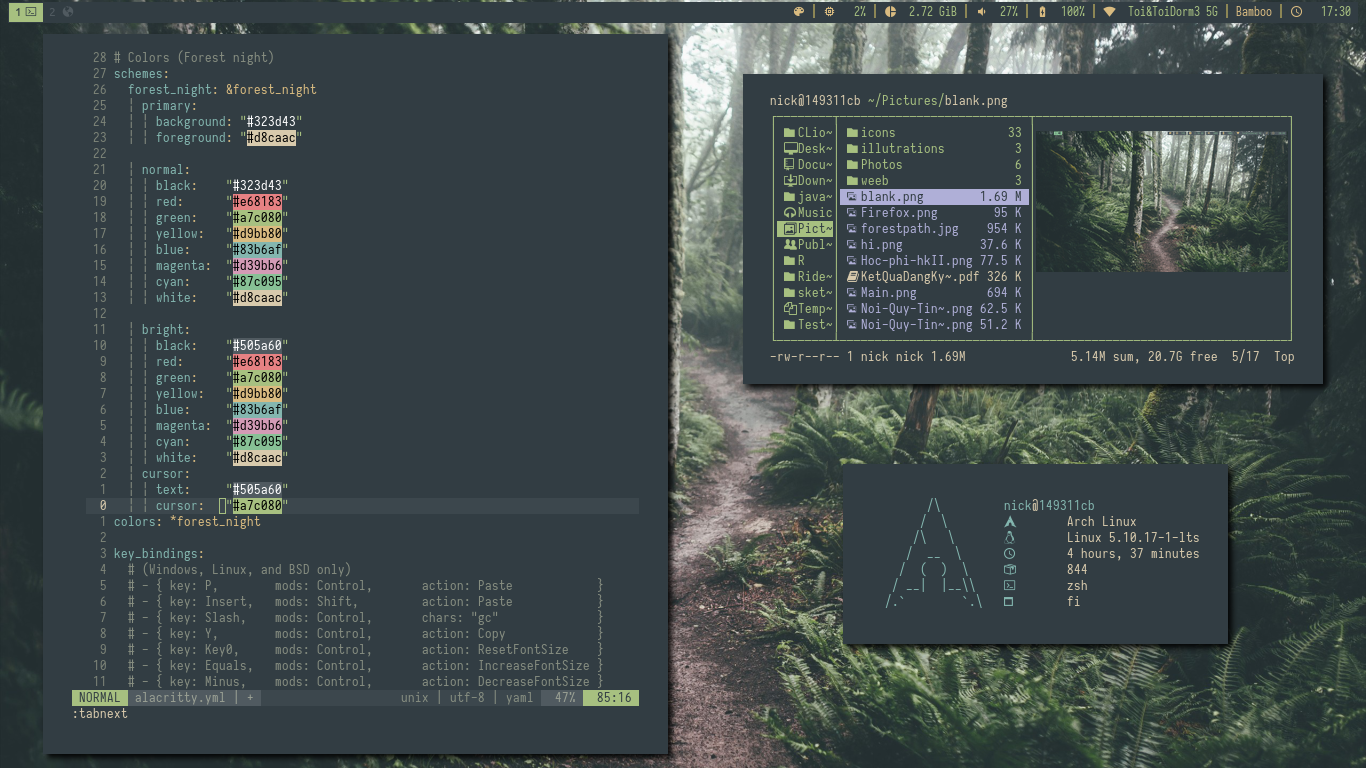 1 2 2% | 2.72 GiB | 27% | 100% | Toi&ToiDorm3 5G | Bamboo | 17:30
28 # Colors (Forest night)
27 schemes:
26 forest_night: &forest_night
25 primary:
24 background: "#323d43"
23 foreground: "#d8caac"
22
21 normal:
20 black: "#323d43"
19 red: "#e68183"
18 green: "#a7c080"
17 yellow: "#d9bb80"
16 blue: "#83b6af"
15 magenta: "#d39bb6"
14 cyan: "#87c095"
13 white: "#d8caac"
12
11 bright:
10 black: "#505a60"
9 red: "#e68183"
8 green: "#a7c080"
7 yellow: "#d9bb80"
6 blue: "#83b6af"
5 magenta: "#d39bb6"
4 cyan: "#87c095"
3 white: "#d8caac"
2 cursor:
1 text: "#505a60"
0 cursor: "#a7c080"
1 colors: *forest_night
2
3 key_bindings:
4 # (Windows, Linux, and BSD only)
5 # - { key: P, mods: Control, action: Paste }
6 # - { key: Insert, mods: Shift, action: Paste }
7 # - { key: Slash, mods: Control, chars: "gc" }
8 # - { key: Y, mods: Control, action: Copy }
9 # - { key: Key0, mods: Control, action: ResetFontSize }
10 # - { key: Equals, mods: Control, action: IncreaseFontSize }
11 # - { key: Minus, mods: Control, action: DecreaseFontSize }
NORMAL alacritty.yml | + unix | utf-8 | yaml 47% 85:16
:tabnext
nick@149311cb ~/Pictures/blank.png
CLio~ icons 33
Desk~ illutrations 3
Docu~ Photos 6
Down~ weeb 3
java~ blank.png 1.69 M
Music Firefox.png 95 K
Pict~ forestpath.jpg 954 K
Publ~ hi.png 37.6 K
R Hoc-phi-hkII.png 77.5 K
Ride~ KetQuaDangKy~.pdf 326 K
sket~ Main.png 694 K
Temp~ Noi-Quy-Tin~.png 62.5 K
Test~ Noi-Quy-Tin~.png 51.2 K
-rw-r--r-- 1 nick nick 1.69M 5.14M sum, 20.7G free 5/17 Top
nick@149311cb
Arch Linux
Linux 5.10.17-1-lts
4 hours, 37 minutes
844
zsh
fi